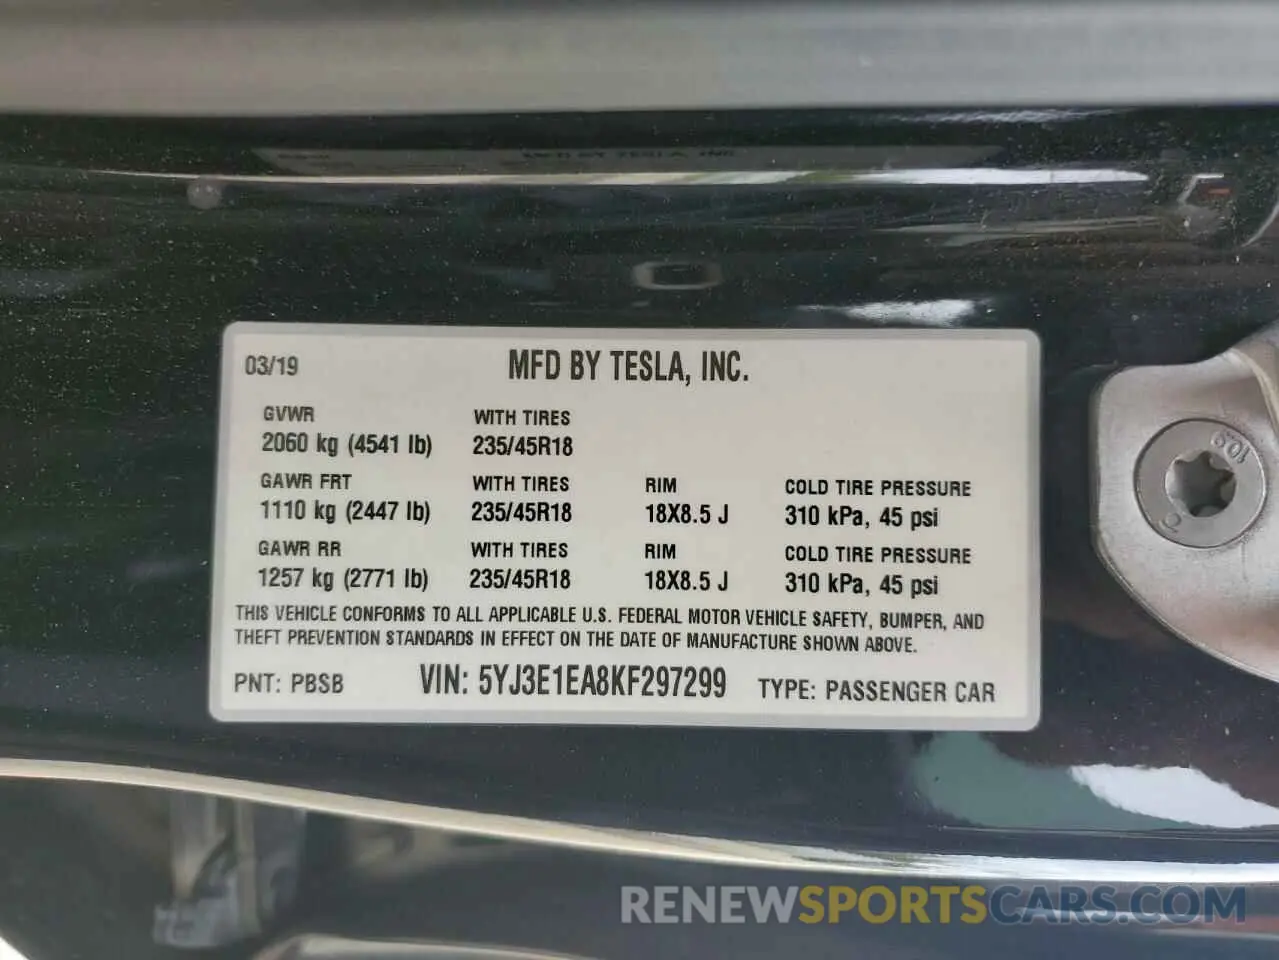 03/19 MFD BY TESLA, INC.
GVWR WITH TIRES
2060 kg (4541 lb) 235/45R18
GAWR FRT WITH TIRES RIM COLD TIRE PRESSURE
1110 kg (2447 lb) 235/45R18 18X8.5 J 310 kPa, 45 psi
GAWR RR WITH TIRES RIM COLD TIRE PRESSURE
1257 kg (2771 lb) 235/45R18 18X8.5 J 310 kPa, 45 psi
THIS VEHICLE CONFORMS TO ALL APPLICABLE U.S. FEDERAL MOTOR VEHICLE SAFETY, BUMPER, AND
THEFT PREVENTION STANDARDS IN EFFECT ON THE DATE OF MANUFACTURE SHOWN ABOVE.
PNT: PBSB VIN: 5YJ3E1EA8KF297299 TYPE: PASSENGER CAR
10.9
RENEWSPORTSCARS.COM